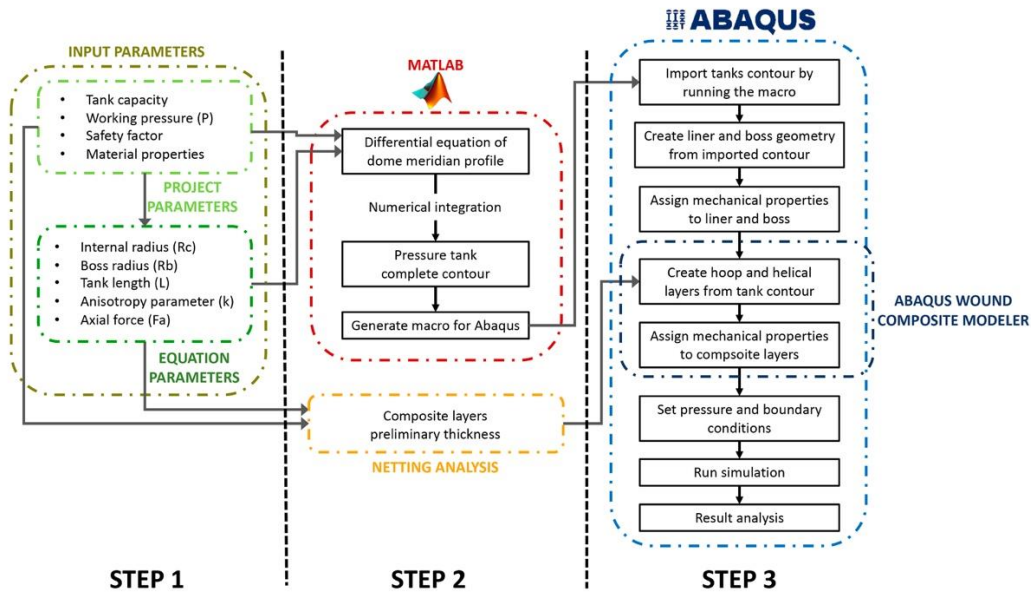 INPUT PARAMETERS
• Tank capacity
• Working pressure (P)
• Safety factor
• Material properties
PROJECT
PARAMETERS
• Internal radius (Rc)
• Boss radius (Rb)
• Tank length (L)
• Anisotropy parameter (k)
• Axial force (Fa)
EQUATION
PARAMETERS
STEP 1
MATLAB
Differential equation of
dome meridian profile
Numerical integration
Pressure tank
complete contour
Generate macro for Abaqus
Composite layers
preliminary thickness
NETTING ANALYSIS
STEP 2
ABAQUS
Import tanks contour by
running the macro
Create liner and boss geometry
from imported contour
Assign mechanical properties
to liner and boss
Create hoop and helical
layers from tank contour
Assign mechanical properties
to compsoite layers
ABAQUS WOUND
COMPOSITE MODELER
Set pressure and boundary
conditions
Run simulation
Result analysis
STEP 3